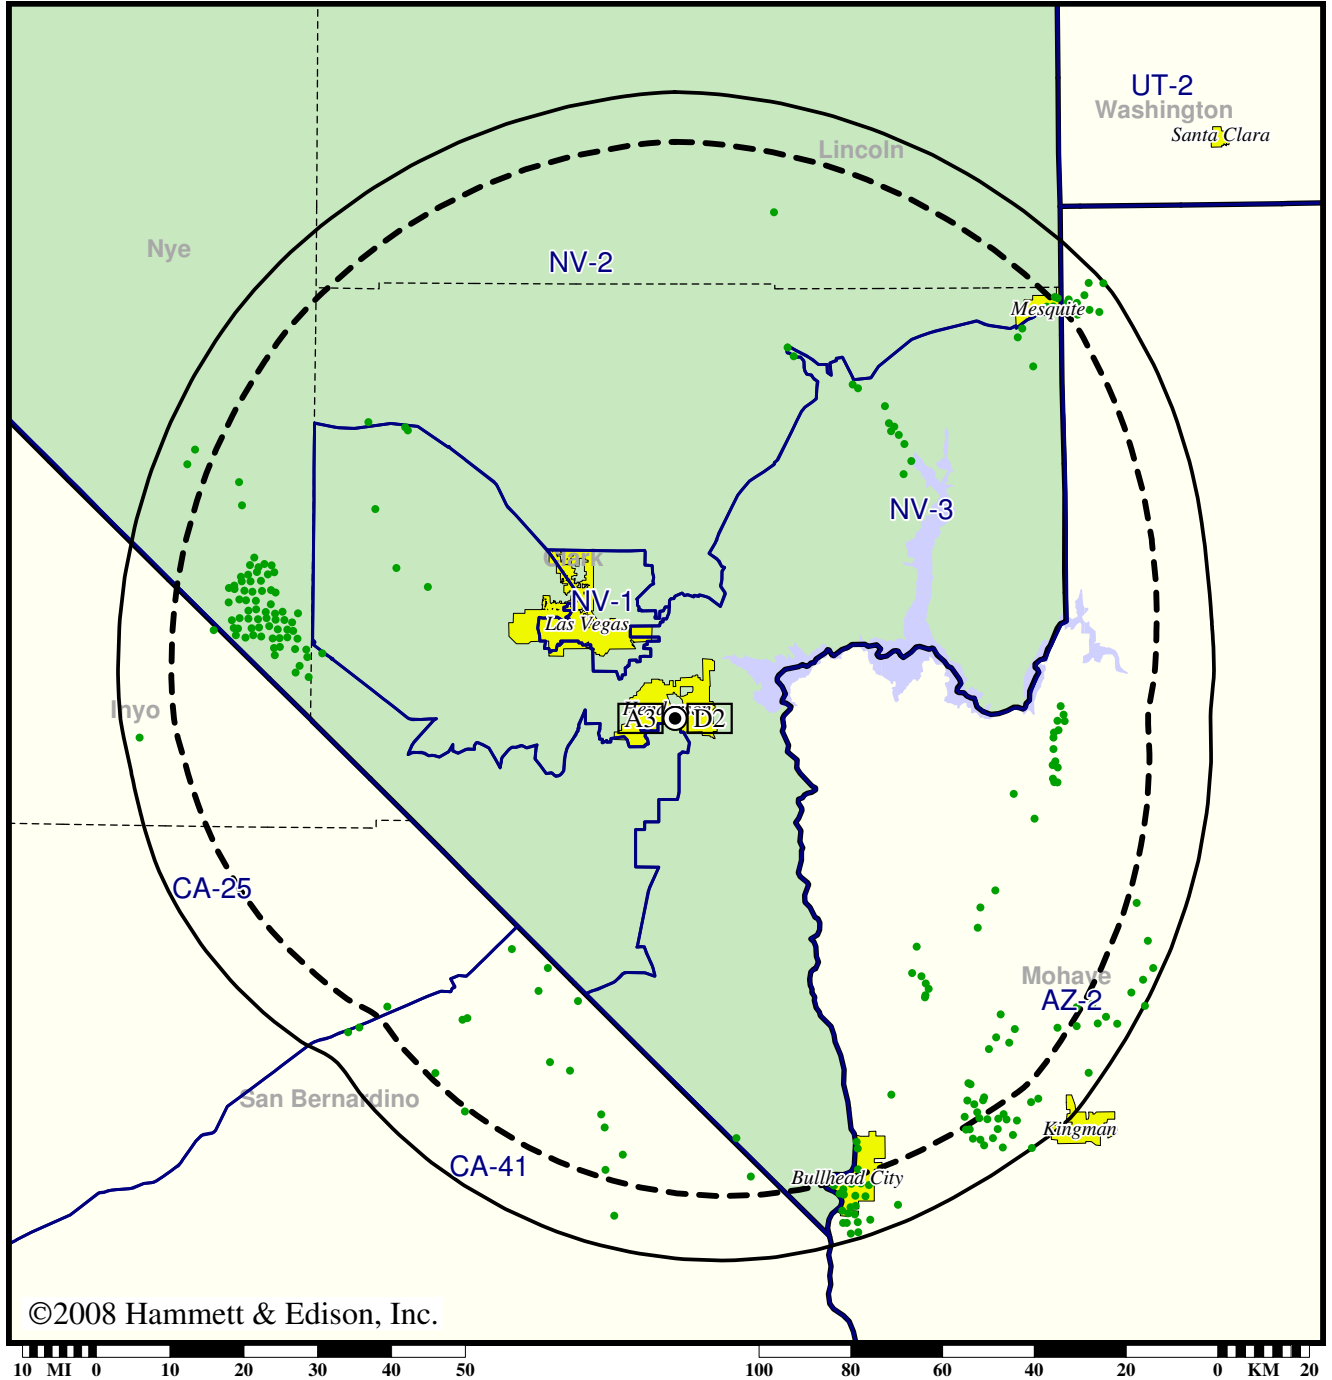 UT-2
Washington
Santa Clara
Lincoln
Nye
NV-2
Mesquite
NV-3
Clark
NV-1
Las Vegas
Henderson
A3 D2
Inyo
CA-25
Mohave
AZ-2
San Bernardino
Kingman
CA-41
Bullhead City
©2008 Hammett & Edison, Inc.
10 MI 0 10 20 30 40 50 100 80 60 40 20 0 KM 20